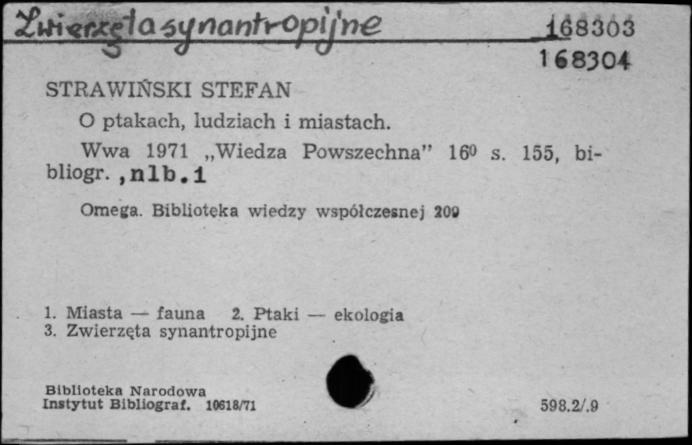 Zwierzęta synantropijne 168303
168304
STRAWIŃSKI STEFAN
O ptakach, ludziach i miastach.
Wwa 1971 „Wiedza Powszechna” 16⁰ s. 155, bi-
bliogr. , nlb. 1
Omega. Biblioteka wiedzy współczesnej 209
1. Miasta — fauna 2. Ptaki — ekologia
3. Zwierzęta synantropijne
Biblioteka Narodowa
Instytut Bibliograf. 10618/71 598.2/.9